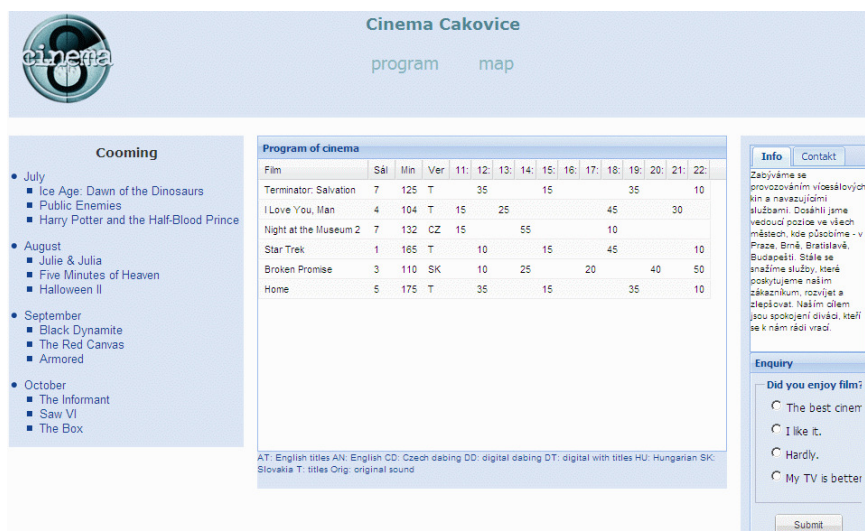 cinema
Cinema Cakovice
program map
Cooming
July
Ice Age: Dawn of the Dinosaurs
Public Enemies
Harry Potter and the Half-Blood Prince
August
Julie & Julia
Five Minutes of Heaven
Halloween II
September
Black Dynamite
The Red Canvas
Armored
October
The Informant
Saw VI
The Box
Program of cinema
Film Sál Min Ver 11: 12: 13: 14: 15: 16: 17: 18: 19: 20: 21: 22:
Terminator: Salvation 7 125 T 35 15 35 10
I Love You, Man 4 104 T 15 25 45 30
Night at the Museum 2 7 132 CZ 15 55 10
Star Trek 1 165 T 10 15 45 10
Broken Promise 3 110 SK 10 25 20 40 50
Home 5 175 T 35 15 35 10
AT: English titles AN: English CD: Czech dabing DD: digital dabing DT: digital with titles HU: Hungarian SK:
Slovakia T: titles Orig: original sound
Info Contakt
Zabýváme se
provozováním vícesálových
kin a navazujícími
službami. Dosáhli jsme
vedoucí pozice ve všech
městech, kde působíme - v
Praze, Brně, Bratislavě,
Budapešti. Stále se
snažíme služby, které
poskytujeme našim
zákazníkum, rozvíjet a
zlepšovat. Naším cílem
jsou spokojení diváci, kteří
se k nám rádi vrací.
Enquiry
Did you enjoy film?
The best cinem
I like it.
Hardly.
My TV is better
Submit